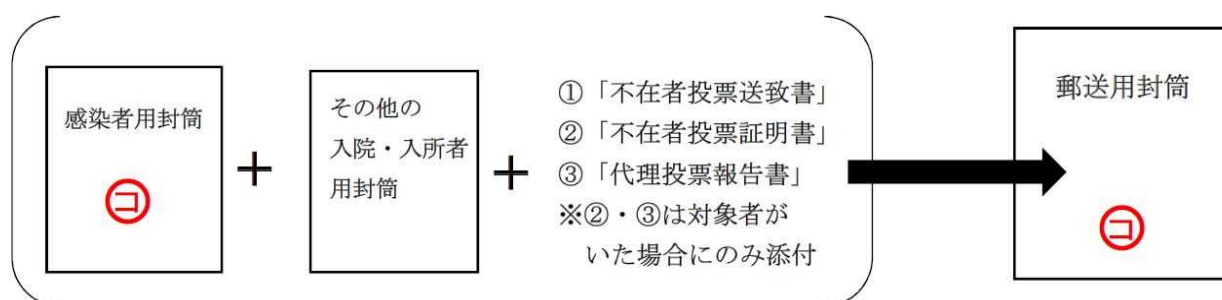 感染者用封筒
㋙
その他の
入院・入所者
用封筒
①「不在者投票送致書」
②「不在者投票証明書」
③「代理投票報告書」
※②・③は対象者が
いた場合にのみ添付
郵送用封筒
㋙